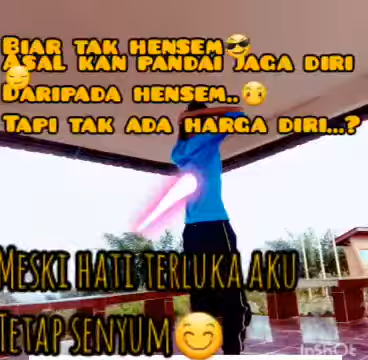 Biar tak hensem😎
Asal kan pandai jaga diri
😌
Daripada hensem..🤫
Tapi tak ada harga diri...?
Meski hati terluka aku
Tetap senyum😊
InShOt